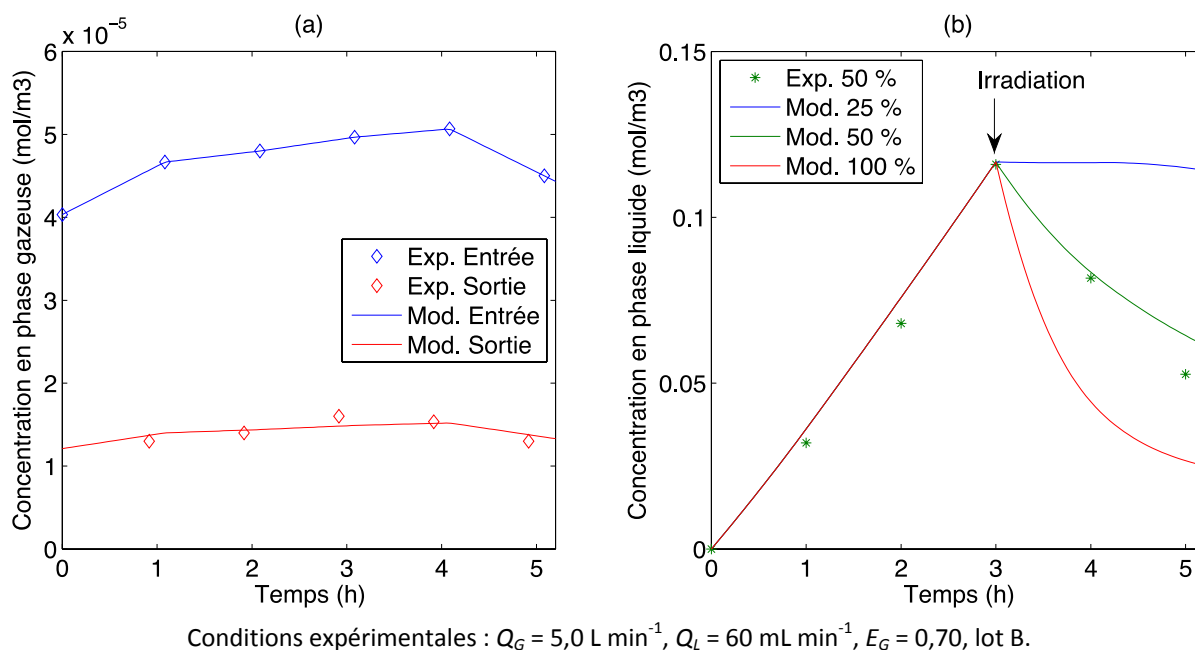 (a)
x 10⁻⁵
6
5
4
3
2
1
0
0 1 2 3 4 5
Concentration en phase gazeuse (mol/m3)
Temps (h)
Exp. Entrée
Exp. Sortie
Mod. Entrée
Mod. Sortie
(b)
0.15
0.1
0.05
0
0 1 2 3 4 5
Concentration en phase liquide (mol/m3)
Temps (h)
Exp. 50 %
Mod. 25 %
Mod. 50 %
Mod. 100 %
Irradiation
Conditions expérimentales : Q_G = 5,0 L min⁻¹, Q_L = 60 mL min⁻¹, E_G = 0,70, lot B.